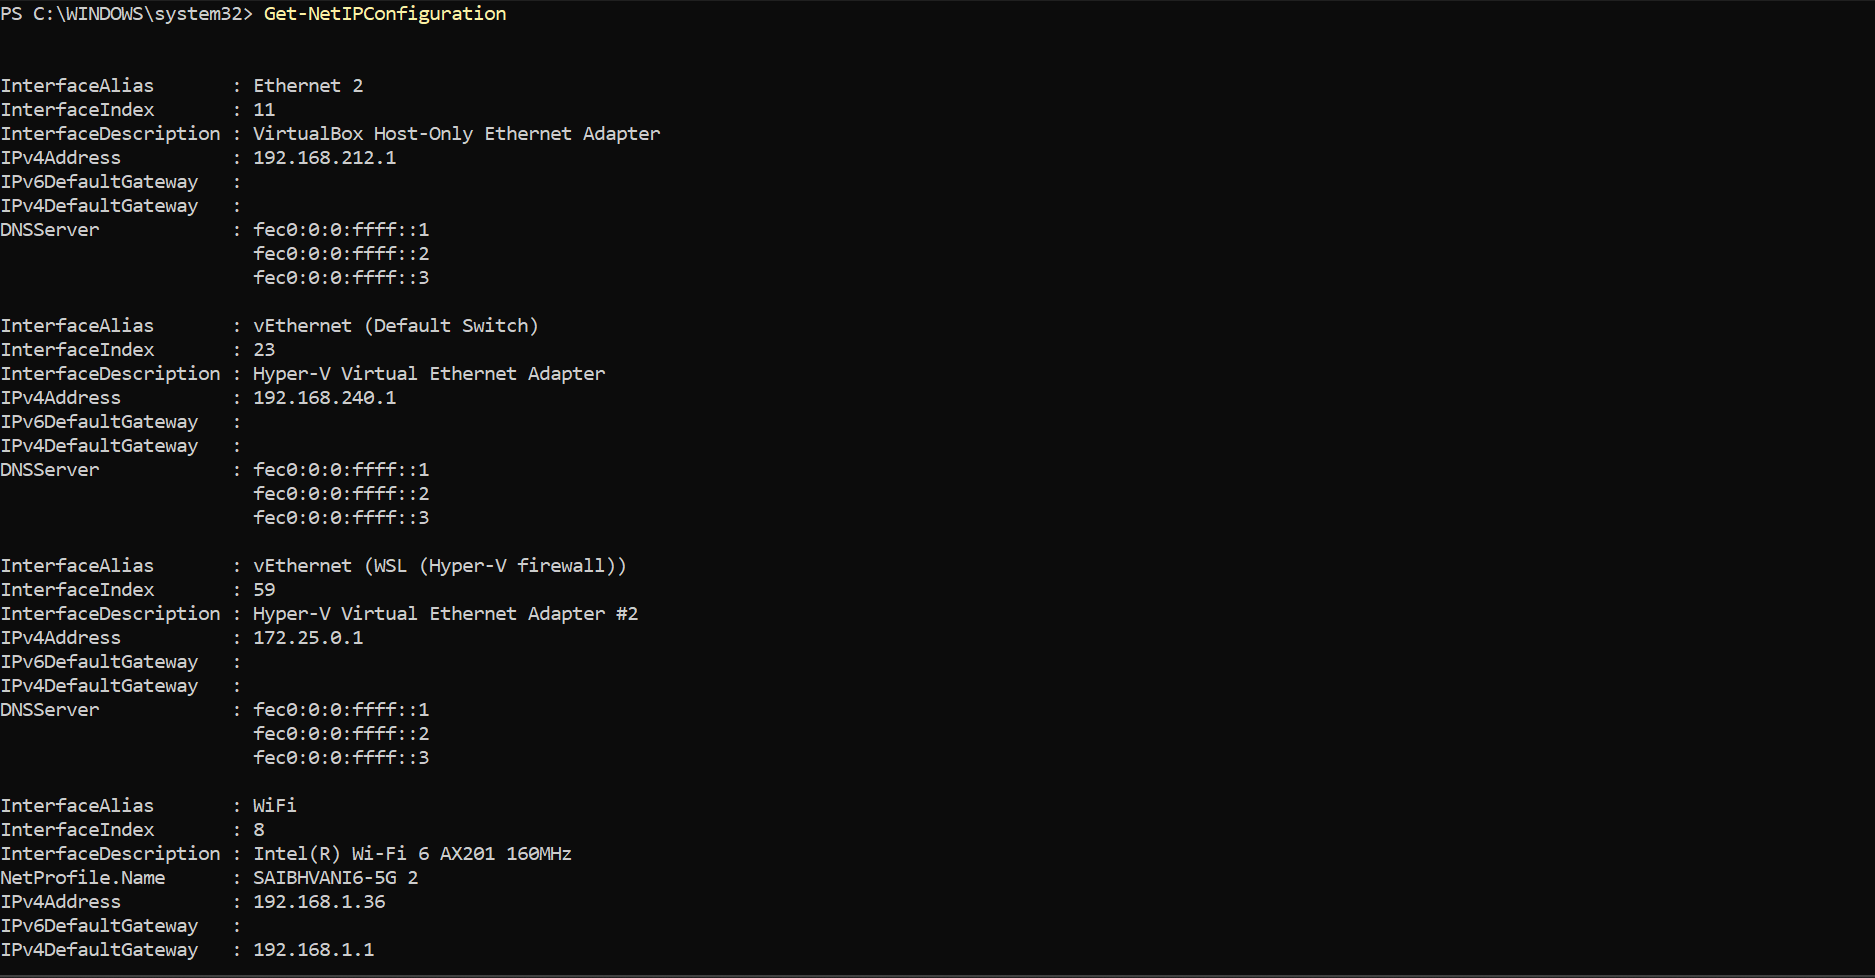 PS C:\WINDOWS\system32> Get-NetIPConfiguration
InterfaceAlias : Ethernet 2
InterfaceIndex : 11
InterfaceDescription : VirtualBox Host-Only Ethernet Adapter
IPv4Address : 192.168.212.1
IPv6DefaultGateway :
IPv4DefaultGateway :
DNSServer : fec0:0:0:ffff::1
fec0:0:0:ffff::2
fec0:0:0:ffff::3
InterfaceAlias : vEthernet (Default Switch)
InterfaceIndex : 23
InterfaceDescription : Hyper-V Virtual Ethernet Adapter
IPv4Address : 192.168.240.1
IPv6DefaultGateway :
IPv4DefaultGateway :
DNSServer : fec0:0:0:ffff::1
fec0:0:0:ffff::2
fec0:0:0:ffff::3
InterfaceAlias : vEthernet (WSL (Hyper-V firewall))
InterfaceIndex : 59
InterfaceDescription : Hyper-V Virtual Ethernet Adapter #2
IPv4Address : 172.25.0.1
IPv6DefaultGateway :
IPv4DefaultGateway :
DNSServer : fec0:0:0:ffff::1
fec0:0:0:ffff::2
fec0:0:0:ffff::3
InterfaceAlias : WiFi
InterfaceIndex : 8
InterfaceDescription : Intel(R) Wi-Fi 6 AX201 160MHz
NetProfile.Name : SAIBHVANI6-5G 2
IPv4Address : 192.168.1.36
IPv6DefaultGateway :
IPv4DefaultGateway : 192.168.1.1